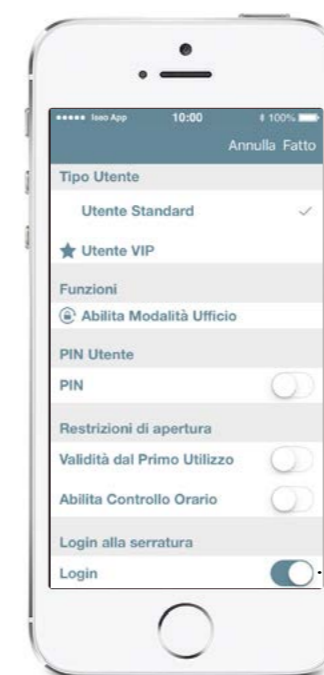 Iseo App 10:00 100%
Annulla Fatto
Tipo Utente
Utente Standard
Utente VIP
Funzioni
Abilita Modalità Ufficio
PIN Utente
PIN
Restrizioni di apertura
Validità dal Primo Utilizzo
Abilita Controllo Orario
Login alla serratura
Login